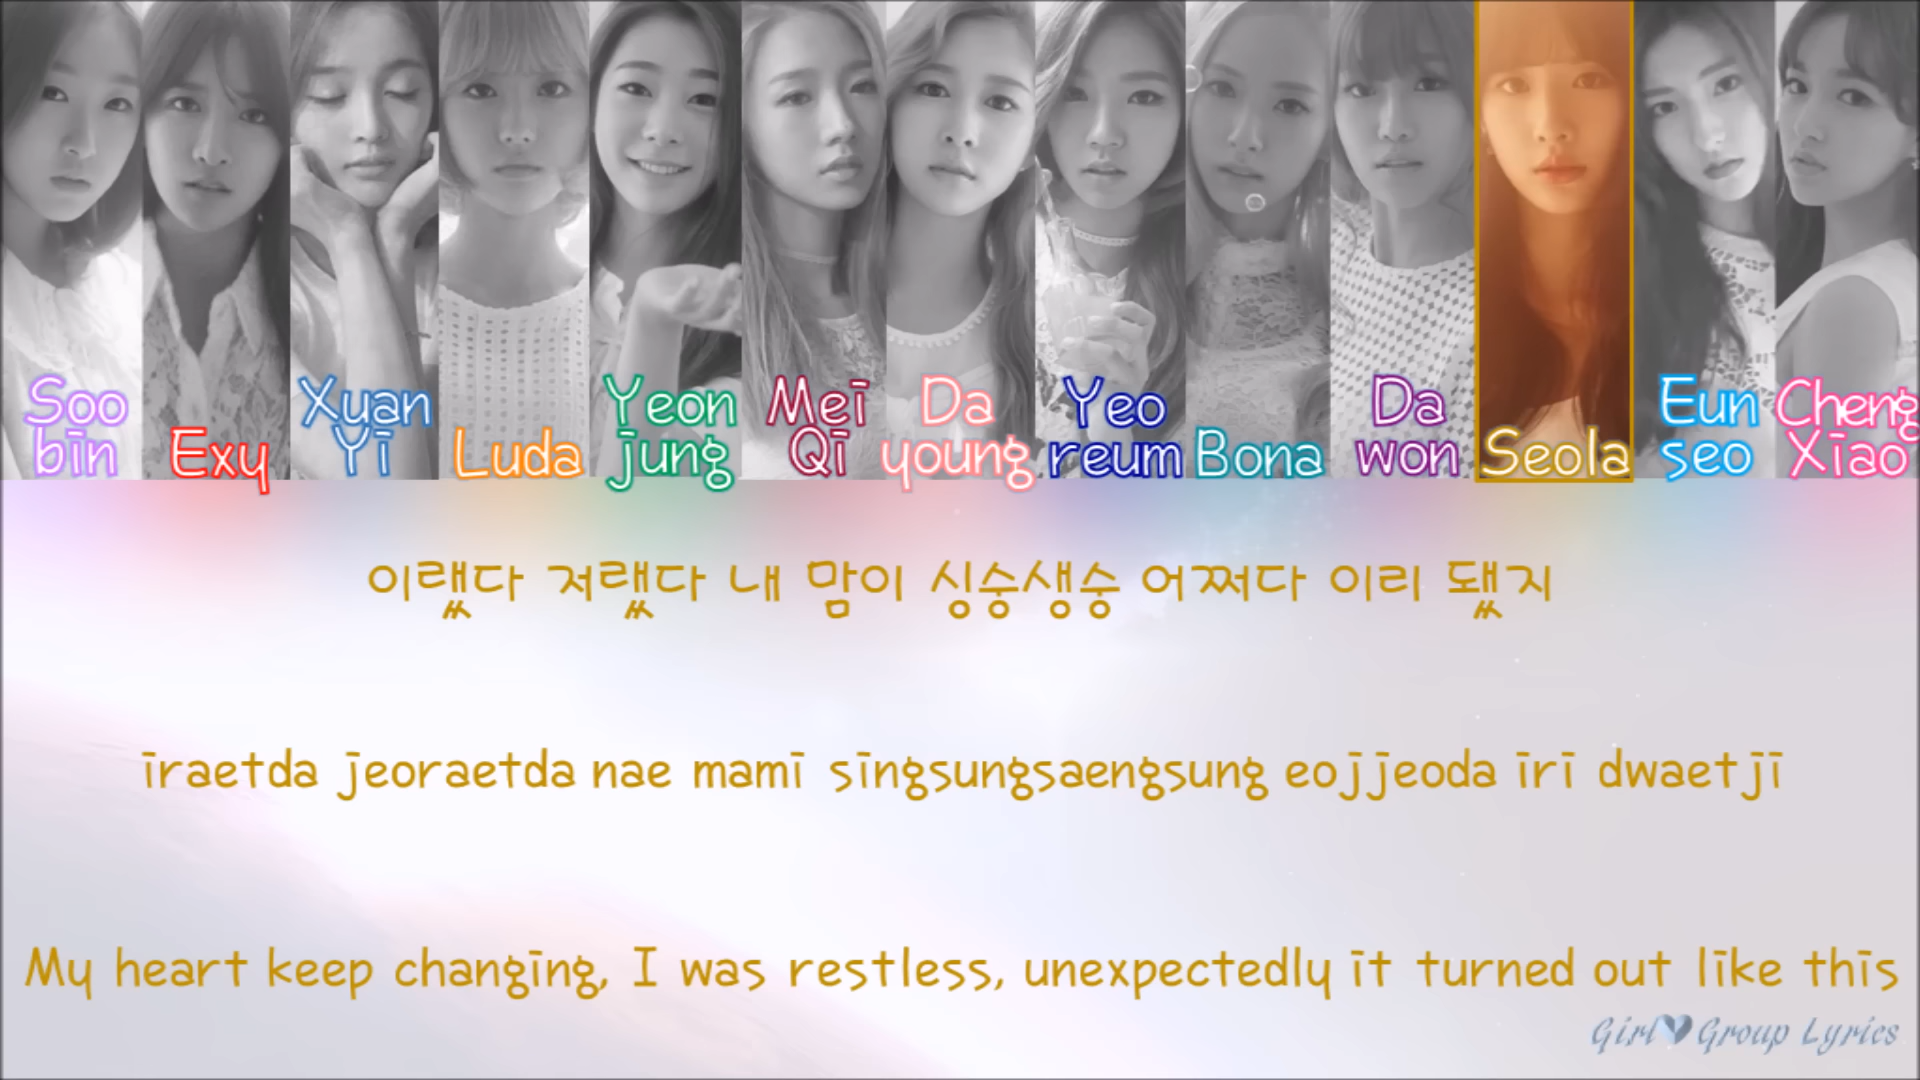 Soo
bin
Exy
Xuan
Yi
Luda
Yeon
jung
Mei
Qi
Da
young
Yeo
reum
Bona
Da
won
Seola
Eun
seo
Cheng
Xiao
이랬다 저랬다 내 맘이 싱숭생숭 어쩌다 이리 됐지
iraetda jeoraetda nae mami singsungsaengsung eojjeoda iri dwaetji
My heart keep changing, I was restless, unexpectedly it turned out like this
Girl Group Lyrics